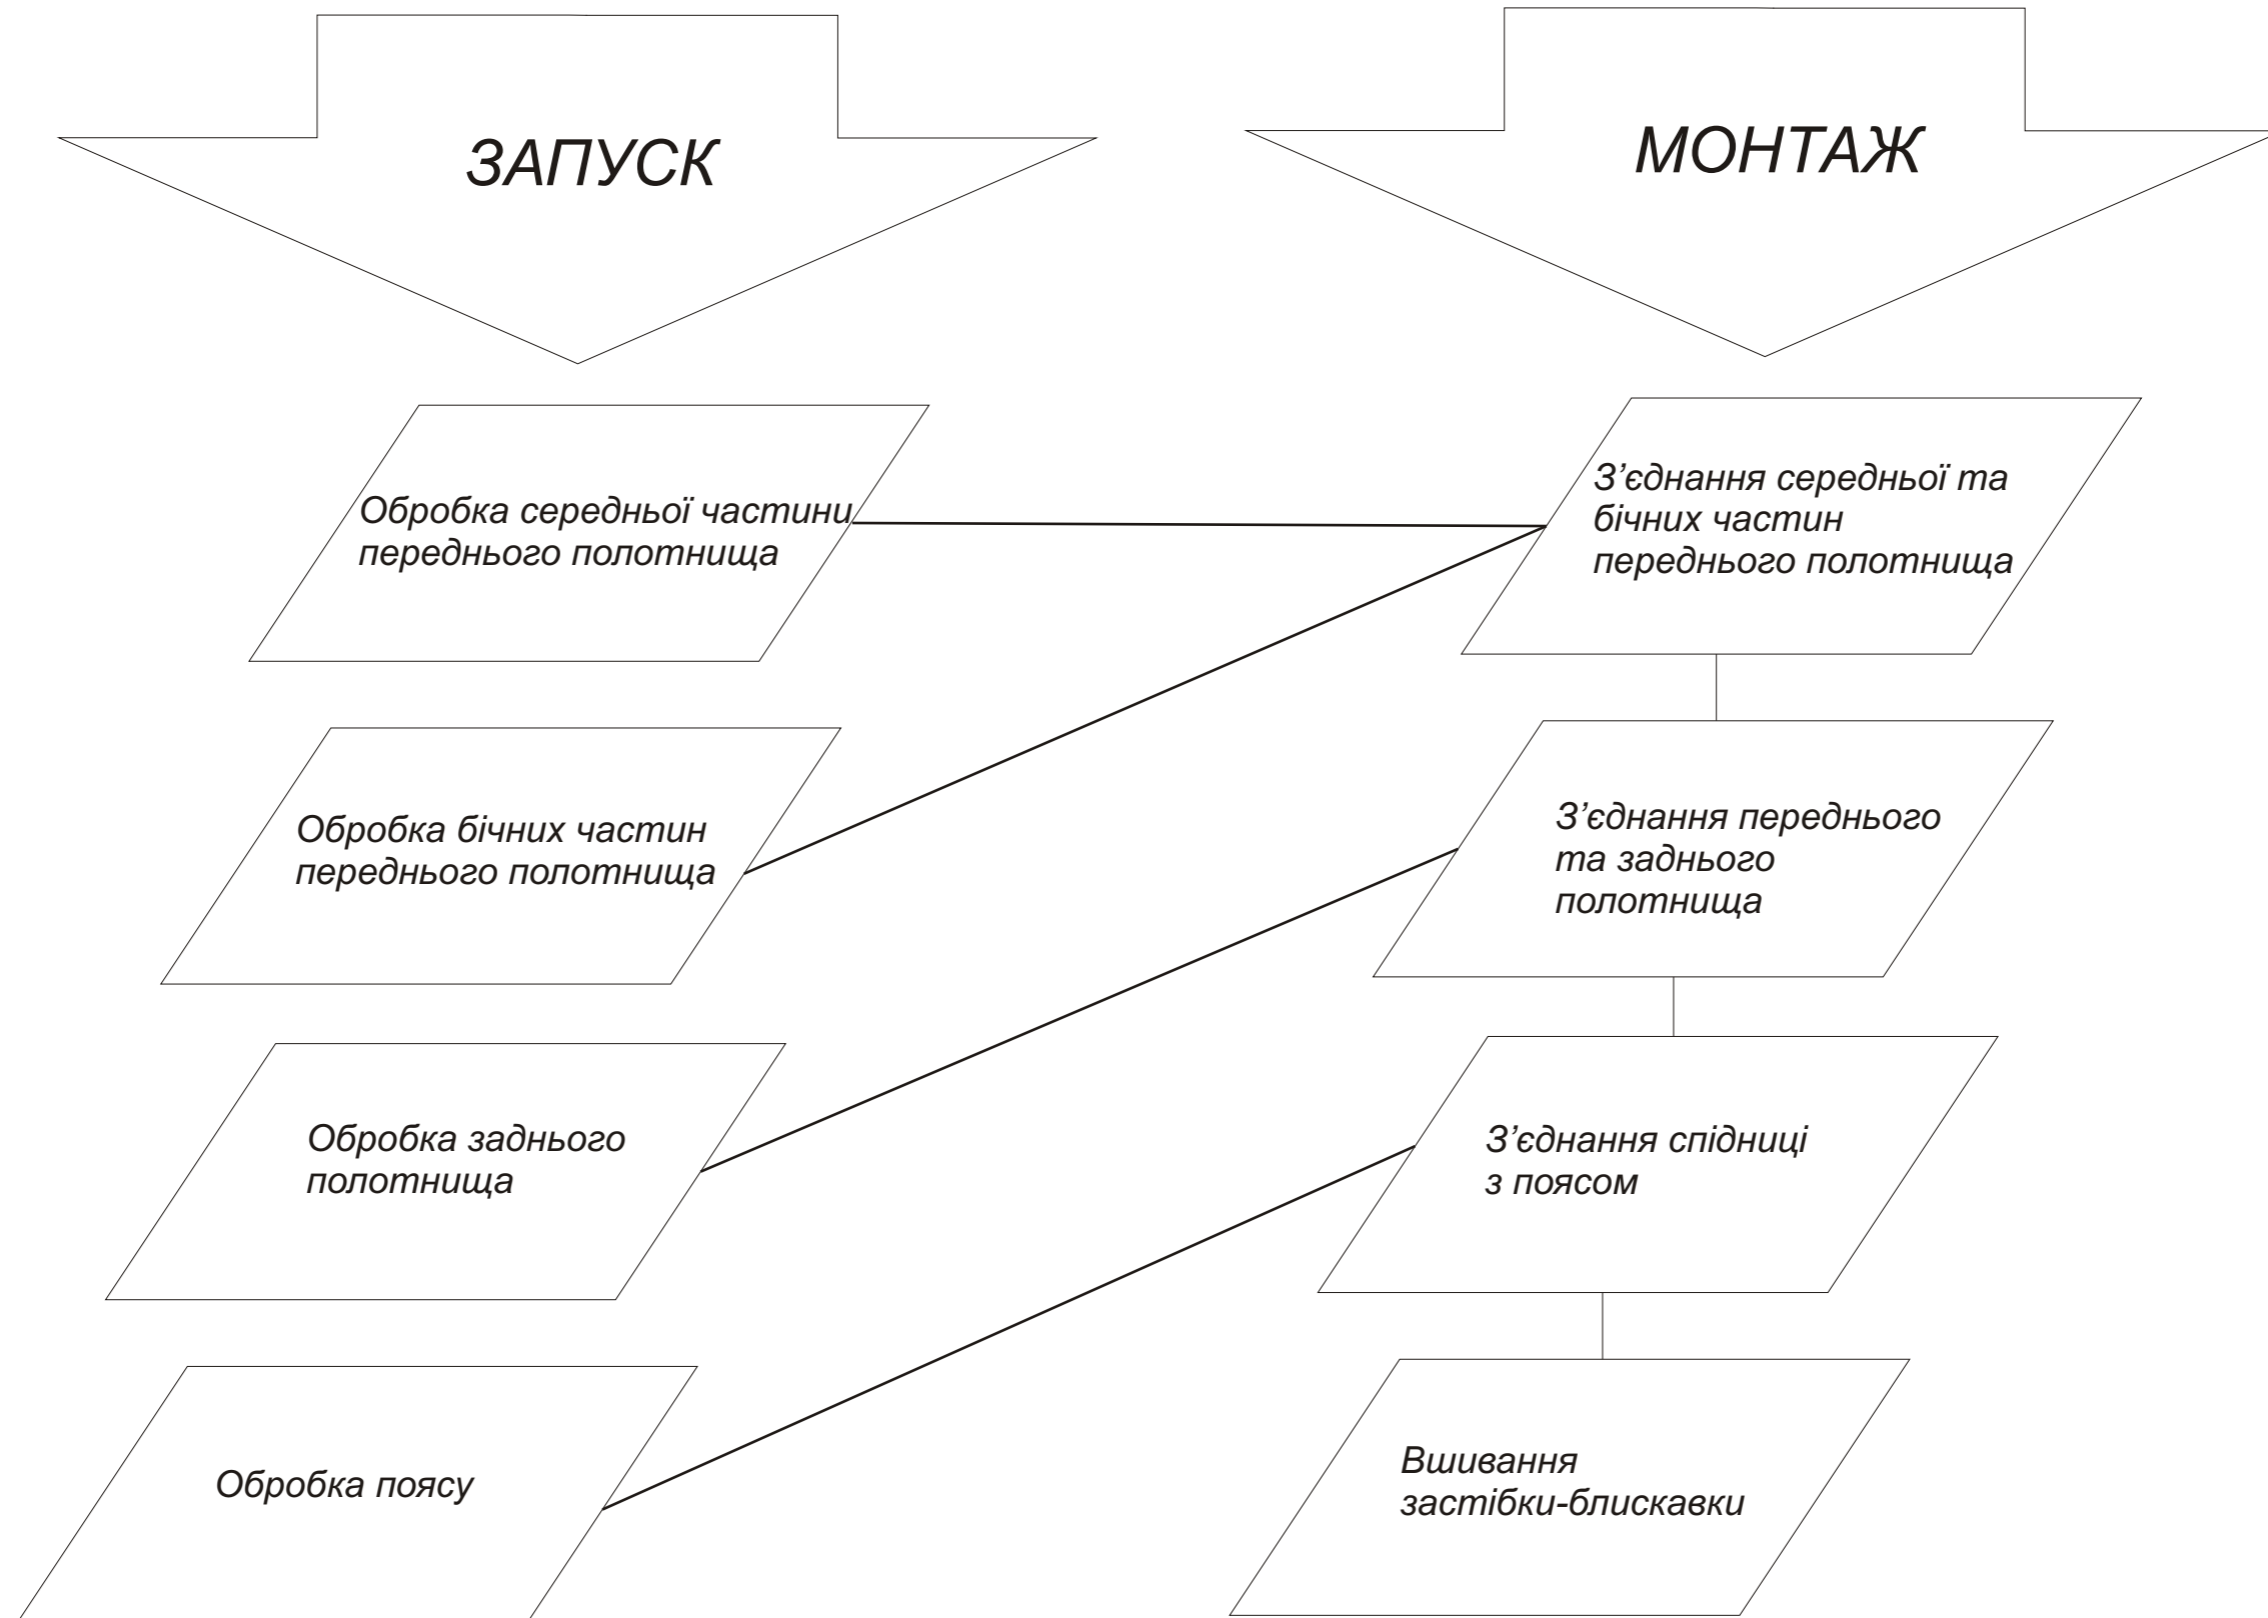 ЗАПУСК
МОНТАЖ
Обробка середньої частини
переднього полотнища
З’єднання середньої та
бічних частин
переднього полотнища
Обробка бічних частин
переднього полотнища
З’єднання переднього
та заднього
полотнища
Обробка заднього
полотнища
З’єднання спідниці
з поясом
Обробка поясу
Вшивання
застібки-блискавки